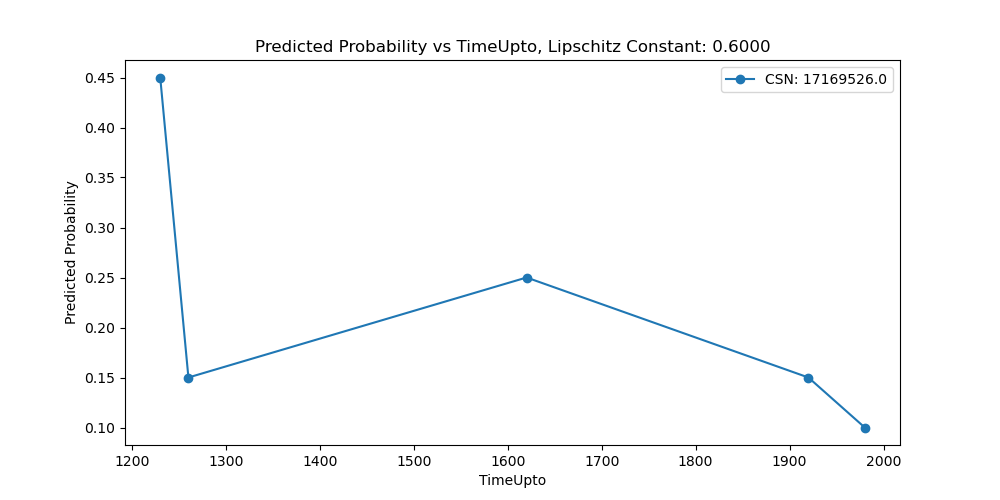 Predicted Probability vs TimeUpto, Lipschitz Constant: 0.6000
CSN: 17169526.0
Predicted Probability
0.45
0.40
0.35
0.30
0.25
0.20
0.15
0.10
1200 1300 1400 1500 1600 1700 1800 1900 2000
TimeUpto